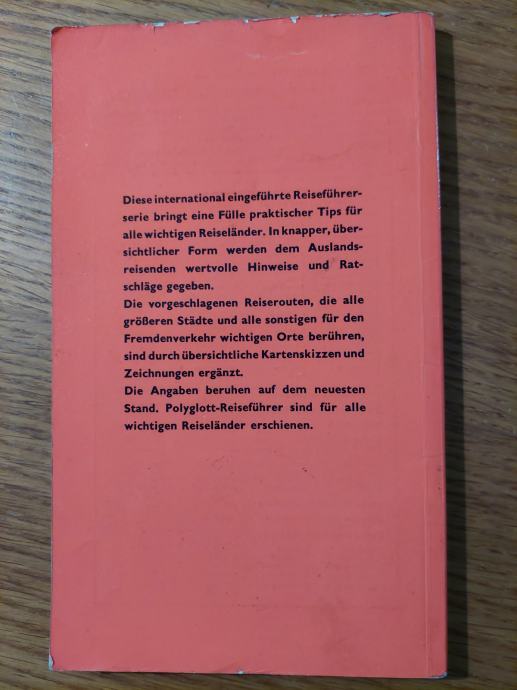 Diese international eingeführte Reiseführer-
serie bringt eine Fülle praktischer Tips für
alle wichtigen Reiseländer. In knapper, über-
sichtlicher Form werden dem Auslands-
reisenden wertvolle Hinweise und Rat-
schläge gegeben.
Die vorgeschlagenen Reiserouten, die alle
größeren Städte und alle sonstigen für den
Fremdenverkehr wichtigen Orte berühren,
sind durch übersichtliche Kartenskizzen und
Zeichnungen ergänzt.
Die Angaben beruhen auf dem neuesten
Stand. Polyglott-Reiseführer sind für alle
wichtigen Reiseländer erschienen.